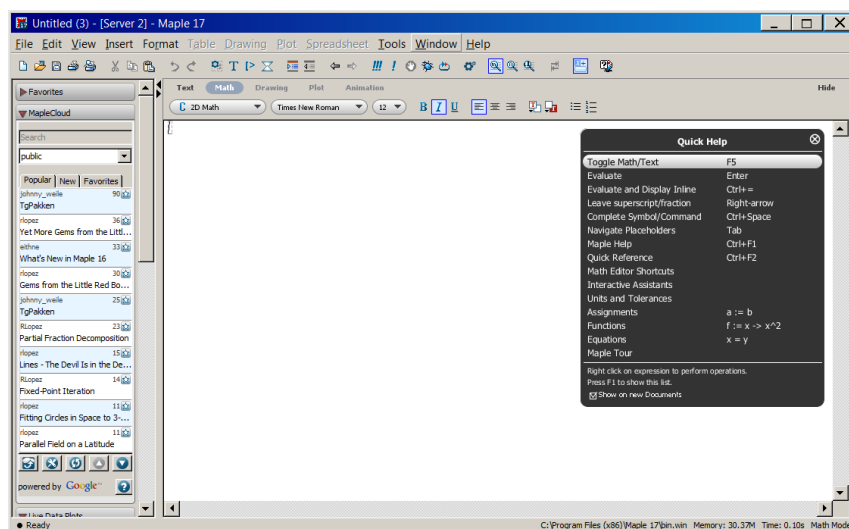 Untitled (3) - [Server 2] - Maple 17
File Edit View Insert Format Table Drawing Plot Spreadsheet Tools Window Help
Favorites
MapleCloud
Search
public
Popular New Favorites
johnny_weile 90
TgPakken
rlopez 36
Yet More Gems from the Littl...
eithne 33
What's New in Maple 16
rlopez 30
Gems from the Little Red Bo...
johnny_weile 25
TgPakken
RLopez 23
Partial Fraction Decomposition
rlopez 15
Lines - The Devil Is in the De...
RLopez 14
Fixed-Point Iteration
rlopez 11
Fitting Circles in Space to 3-...
rlopez 11
Parallel Field on a Latitude
powered by Google™
Live Data Plots
Text Math Drawing Plot Animation Hide
C 2D Math Times New Roman 12 B I U
Quick Help
Toggle Math/Text F5
Evaluate Enter
Evaluate and Display Inline Ctrl+=
Leave superscript/fraction Right-arrow
Complete Symbol/Command Ctrl+Space
Navigate Placeholders Tab
Maple Help Ctrl+F1
Quick Reference Ctrl+F2
Math Editor Shortcuts
Interactive Assistants
Units and Tolerances
Assignments a := b
Functions f := x -> x^2
Equations x = y
Maple Tour
Right click on expression to perform operations.
Press F1 to show this list.
Show on new Documents
Ready C:\Program Files (x86)\Maple 17\bin.win Memory: 30.37M Time: 0.10s Math Mode